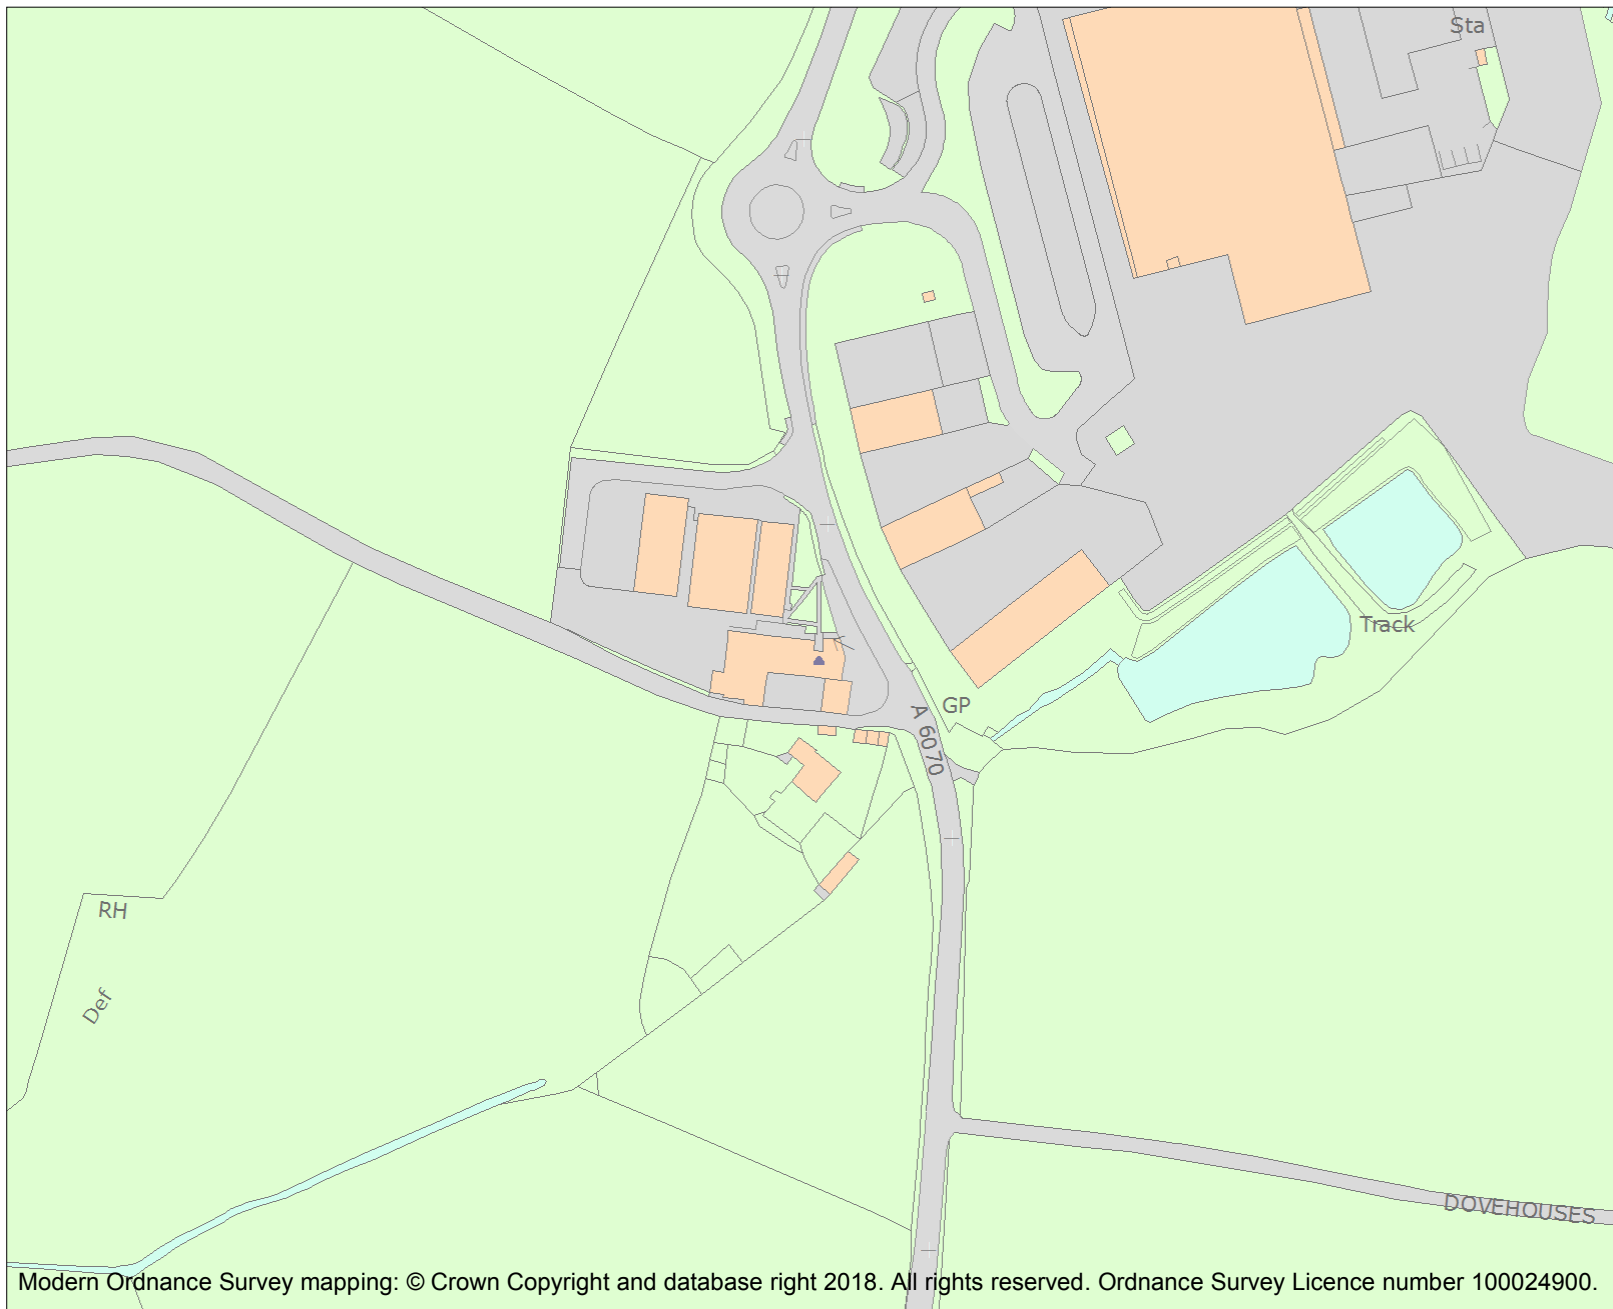 Sta
Track
GP
A 6070
RH
Def
DOVEHOUSES
Modern Ordnance Survey mapping: © Crown Copyright and database right 2018. All rights reserved. Ordnance Survey Licence number 100024900.